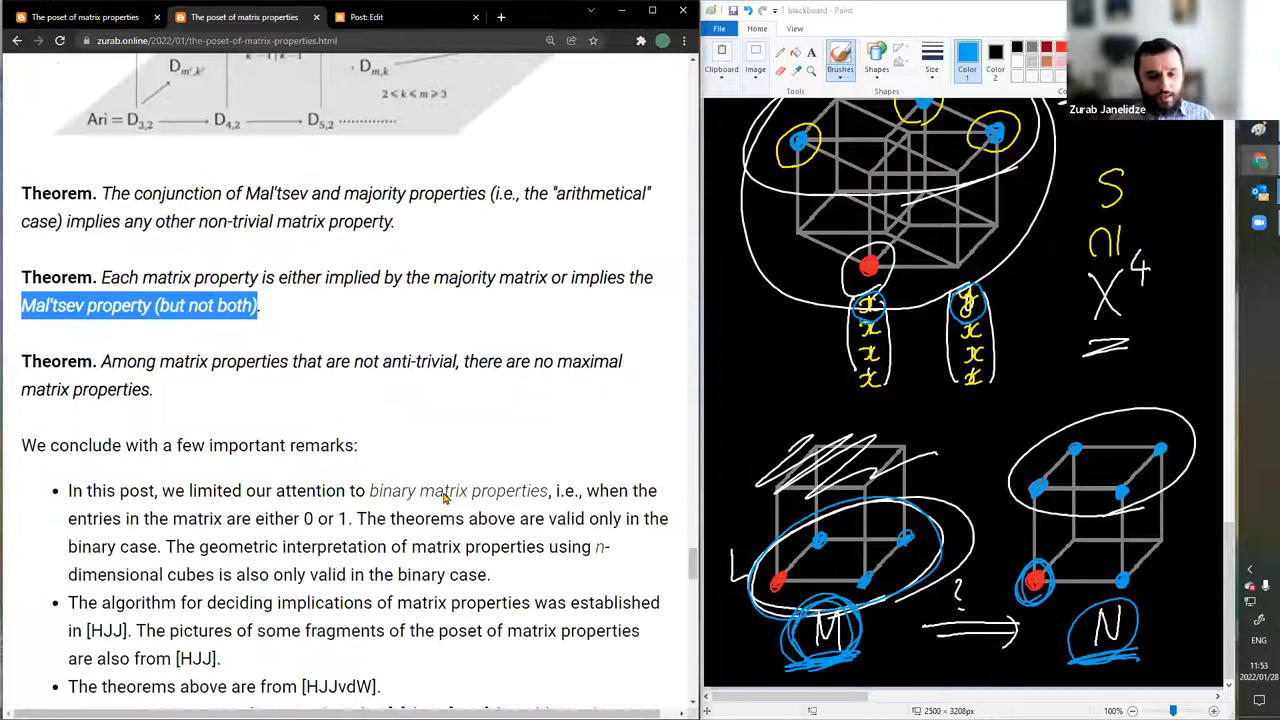 The poset of matrix properties
The poset of matrix properties
Post: Edit
zurab.online/2022/01/the-poset-of-matrix-properties.html
D m',k'
D m,k
2 ≤ k ≤ m ≥ 3
Ari = D3,2 → D4,2 → D5,2 ..............
Theorem. The conjunction of Mal'tsev and majority properties (i.e., the "arithmetical"
case) implies any other non-trivial matrix property.
Theorem. Each matrix property is either implied by the majority matrix or implies the
Mal'tsev property (but not both).
Theorem. Among matrix properties that are not anti-trivial, there are no maximal
matrix properties.
We conclude with a few important remarks:
• In this post, we limited our attention to binary matrix properties, i.e., when the
entries in the matrix are either 0 or 1. The theorems above are valid only in the
binary case. The geometric interpretation of matrix properties using n-
dimensional cubes is also only valid in the binary case.
• The algorithm for deciding implications of matrix properties was established
in [HJJ]. The pictures of some fragments of the poset of matrix properties
are also from [HJJ].
• The theorems above are from [HJJvdW].
blackboard - Paint
File Home View
Clipboard
Image
Tools
Brushes
Shapes
Shapes
Size
Color 1
Color 2
Zurab Janelidze
S
X⁴
x y
x x
x x
x x
M
?
N
2500 × 3208px
100%
ENG
11:53
2022/01/28